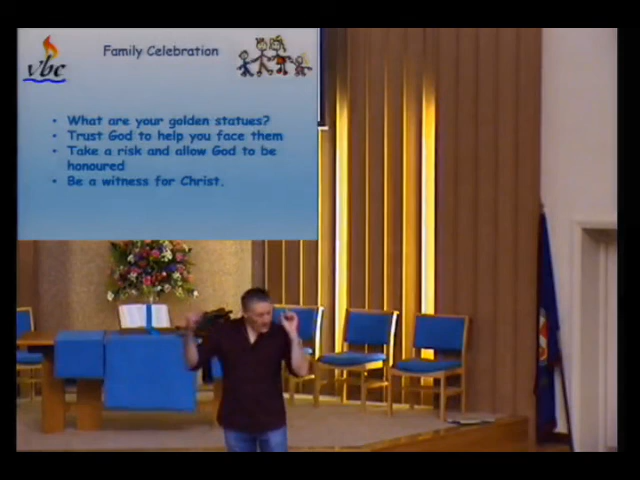 Family Celebration
vbc
• What are your golden statues?
• Trust God to help you face them
• Take a risk and allow God to be
honoured
• Be a witness for Christ.